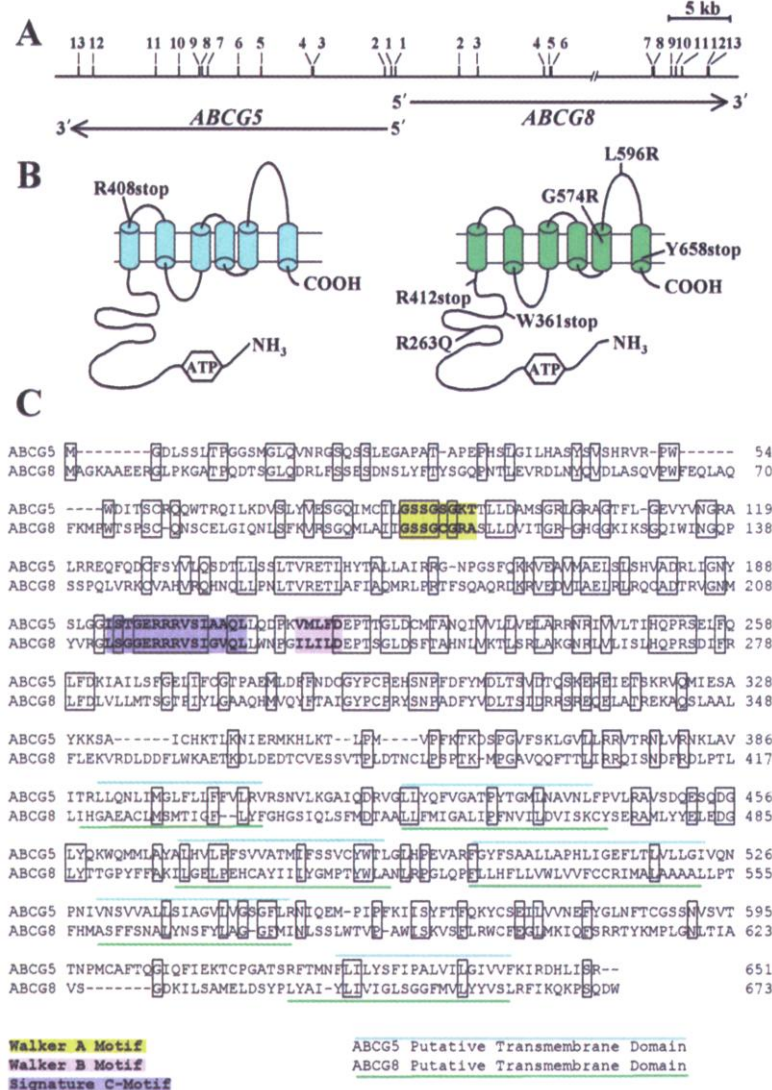 A
5 kb
13 12 11 10 9 8 7 6 5 4 3 2 1 1 2 3 4 5 6 7 8 9 10 11 12 13
5′ ABCG8 3′
3′ ABCG5 5′
B
R408stop
COOH
NH3
ATP
L596R
G574R
Y658stop
COOH
R412stop
W361stop
R263Q
NH3
ATP
C
ABCG5 M--------GDLSSLTPGGSMGLQVNRGSQSSLEGAPAT-APEPHSLGILHASYSVSHRVR-PW------ 54
ABCG8 MAGKAAEERGLPKGATPQDTSGLQDRLFSSESDNSLYFTYSGQPNTLEVRDLNYQVDLASQVPWFEQLAQ 70
ABCG5 ----WDITSCRQQWTRQILKDVSLYVESGQIMCILGSSGSGKTTLLDAMSGRLGRAGTFL-GEVYVNGRA 119
ABCG8 FKMPWTSPSC-QNSCELGIQNLSFKVRSGQMLAIIGSSGCGRASLLDVITGR-GHGGKIKSGQIWINGQP 138
ABCG5 LRREQFQDCFSYVLQSDTLLSSLTVRETLHYTALLAIRRG-NPGSFQKKVEAVMAELSLSHVADRLIGNY 188
ABCG8 SSPQLVRKCVAHVRQHNQLLPNLTVRETLAFIAQMRLPRTFSQAQRDKRVEDVIAELRLRQCADTRVGNM 208
ABCG5 SLGGISTGERRRVSIAAQLLQDPKVMLFDEPTTGLDCMTANQIVVLLVELARRNRIVVLTIHQPRSELFQ 258
ABCG8 YVRGLSGGERRRVSIGVQLLWNPGILILDEPTSGLDSFTAHNLVKTLSRLAKGNRLVLISLHQPRSDIFR 278
ABCG5 LFDKIAILSFGELIFCGTPAEMLDFFNDCGYPCPEHSNPFDFYMDLTSVDTQSKEREIETSKRVQMIESA 328
ABCG8 LFDLVLLMTSGTPIYLGAAQHMVQYFTAIGYPCPRYSNPADFYVDLTSIDRRSREQELATREKAQSLAAL 348
ABCG5 YKKSA------ICHKTLKNIERMKHLKT--LPM---VPFKTKDSPGVFSKLGVLLRRVTRNLVRNKLAV 386
ABCG8 FLEKVRDLDDFLWKAETKDLDEDTCVESSVTPLDTNCLPSPTK-MPGAVQQFTTLIRRQISNDFRDLPTL 417
ABCG5 ITRLLQNLIMGLFLLFFVLRVRSNVLKGAIQDRVGLLYQFVGATPYTGMLNAVNLFPVLRAVSDQESQDG 456
ABCG8 LIHGAEACLMSMTIGF--LYFGHGSIQLSFMDTAALLFMIGALIPFNVILDVISKCYSERAMLYYELEDG 485
ABCG5 LYQKWQMMLAYALHVLPFSVVATMIFSSVCYWTLGLHPEVARFGYFSAALLAPHLIGEFLTLVLLGIVQN 526
ABCG8 LYTTGPYFFAKILGELPEHCAYIIIYGMPTYWLANLRPGLQPFLLHFLLVWLVVFCCRIMALAAAALLPT 555
ABCG5 PNIVNSVVALLSIAGVLVGSGFLRNIQEM-PIPFKIISYFTFQKYCSEILVVNEFYGLNFTCGSSNVSVT 595
ABCG8 FHMASFFSNALYNSFYLAG-GFMINLSSLWTVP-AWISKVSFLRWCFEGLMKIQFSRRTYKMPLGNLTIA 623
ABCG5 TNPMCAFTQGIQFIEKTCPGATSRFTMNFLILYSFIPALVILGIVVFKIRDHLISR-- 651
ABCG8 VS-------GDKILSAMELDSYPLYAI-YLIVIGLSGGFMVLYYVSLRFIKQKPSQDW 673
Walker A Motif
Walker B Motif
Signature C-Motif
ABCG5 Putative Transmembrane Domain
ABCG8 Putative Transmembrane Domain